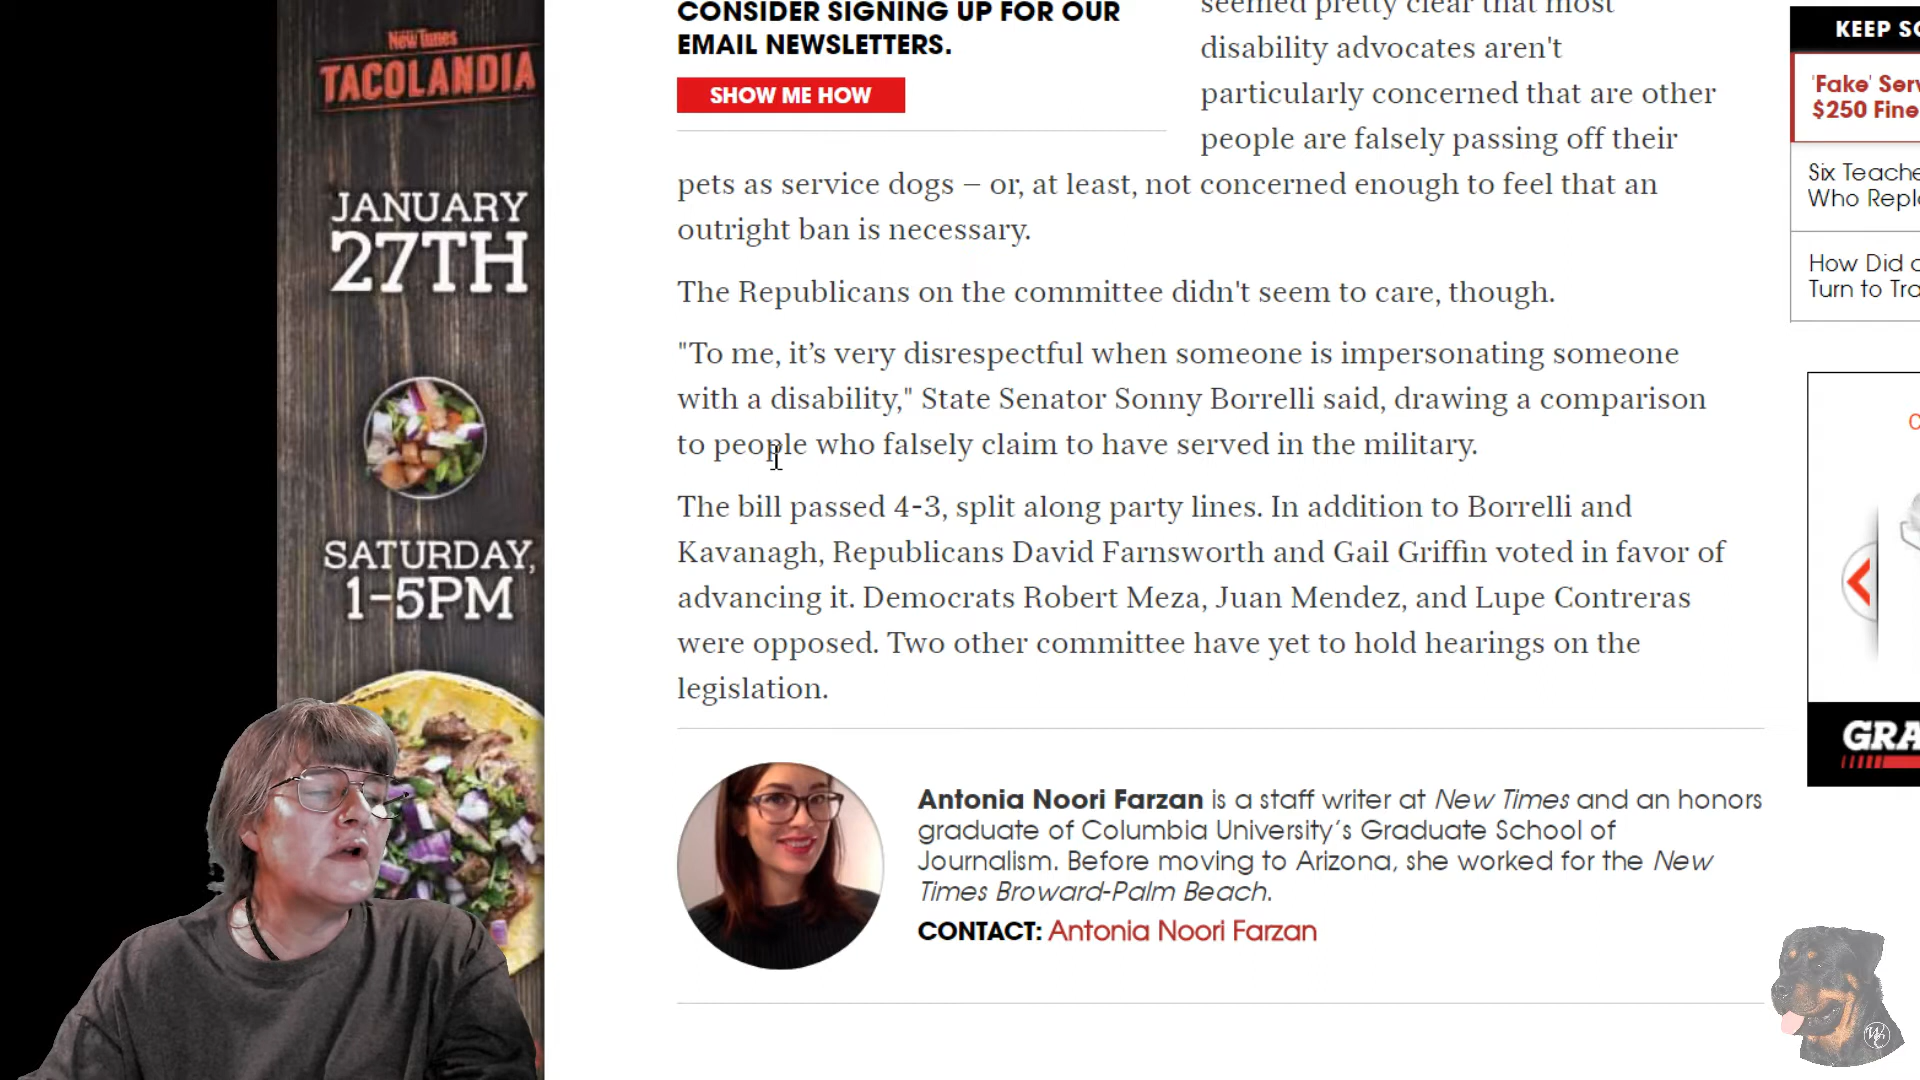 New Times
TACOLANDIA
JANUARY
27TH
SATURDAY,
1-5PM
CONSIDER SIGNING UP FOR OUR
EMAIL NEWSLETTERS.
SHOW ME HOW
seemed pretty clear that most
disability advocates aren't
particularly concerned that are other
people are falsely passing off their
pets as service dogs – or, at least, not concerned enough to feel that an
outright ban is necessary.
The Republicans on the committee didn't seem to care, though.
"To me, it’s very disrespectful when someone is impersonating someone
with a disability," State Senator Sonny Borrelli said, drawing a comparison
to people who falsely claim to have served in the military.
The bill passed 4-3, split along party lines. In addition to Borrelli and
Kavanagh, Republicans David Farnsworth and Gail Griffin voted in favor of
advancing it. Democrats Robert Meza, Juan Mendez, and Lupe Contreras
were opposed. Two other committee have yet to hold hearings on the
legislation.
Antonia Noori Farzan is a staff writer at New Times and an honors
graduate of Columbia University’s Graduate School of
Journalism. Before moving to Arizona, she worked for the New
Times Broward-Palm Beach.
CONTACT: Antonia Noori Farzan
KEEP
'Fake'
$250 Fine
Six
Who
How Did
Turn to